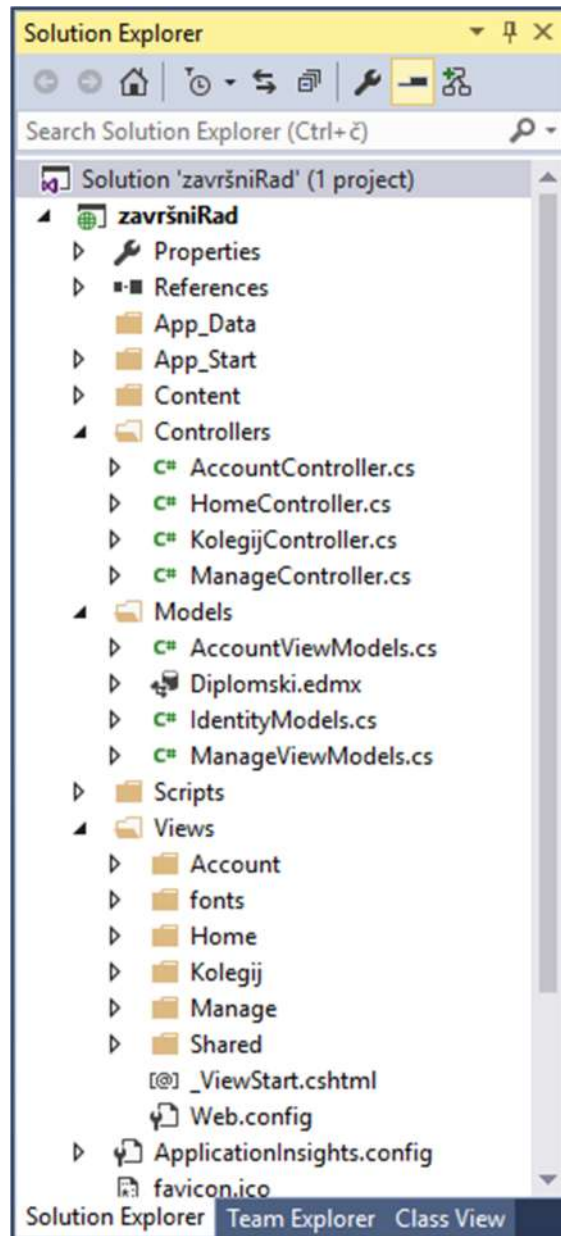 Solution Explorer
Search Solution Explorer (Ctrl+č)
Solution 'završniRad' (1 project)
završniRad
Properties
References
App_Data
App_Start
Content
Controllers
C# AccountController.cs
C# HomeController.cs
C# KolegijController.cs
C# ManageController.cs
Models
C# AccountViewModels.cs
Diplomski.edmx
C# IdentityModels.cs
C# ManageViewModels.cs
Scripts
Views
Account
fonts
Home
Kolegij
Manage
Shared
[@] _ViewStart.cshtml
Web.config
ApplicationInsights.config
favicon.ico
Solution Explorer Team Explorer Class View